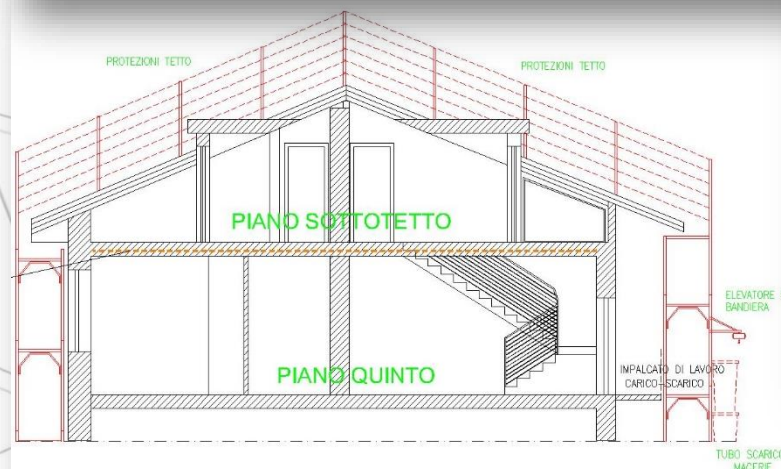 PROTEZIONI TETTO
PROTEZIONI TETTO
PIANO SOTTOTETTO
ELEVATORE
BANDIERA
PIANO QUINTO
IMPALCATO DI LAVORO
CARICO-SCARICO
TUBO SCARICO
MACERIE